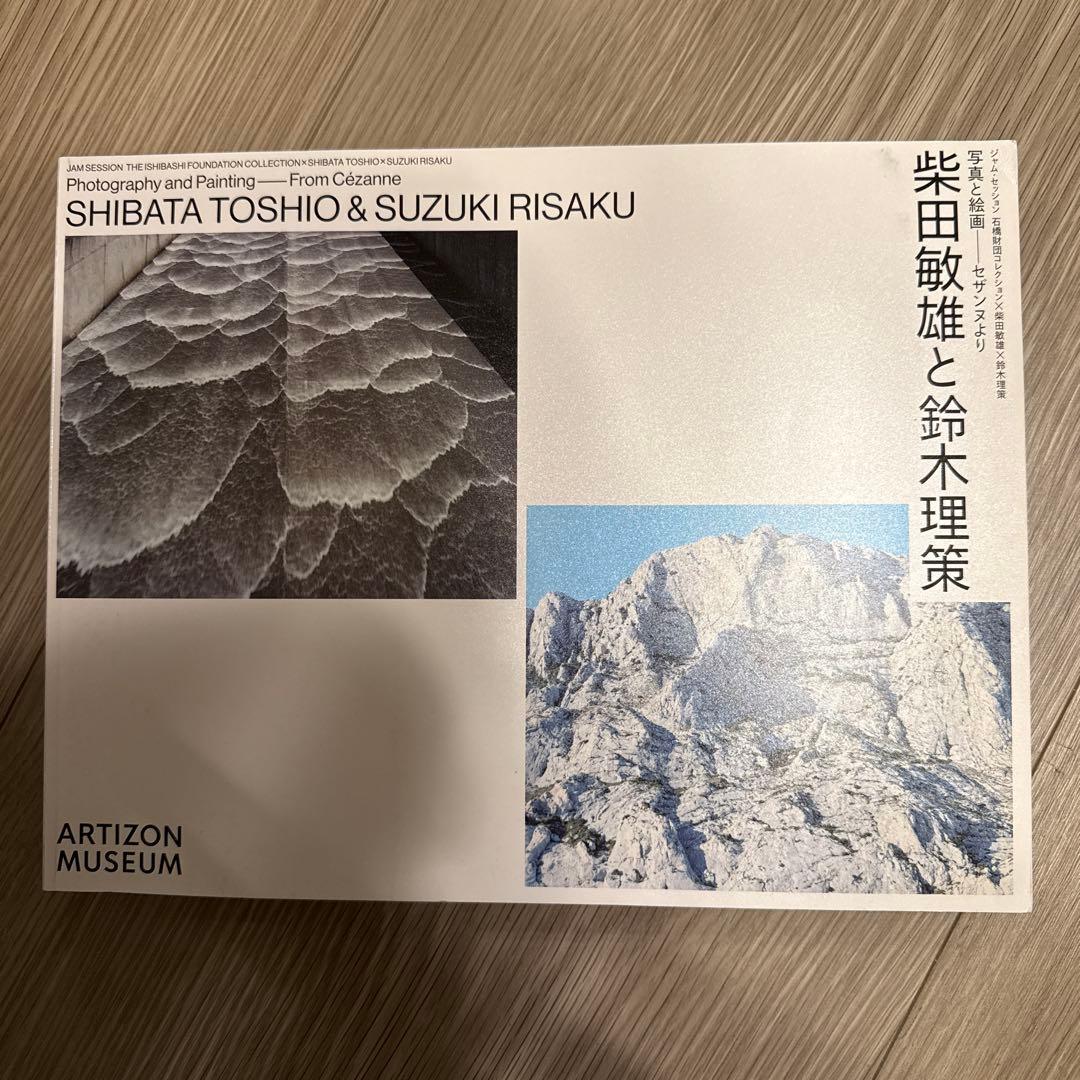 JAM SESSION THE ISHIBASHI FOUNDATION COLLECTION×SHIBATA TOSHIO×SUZUKI RISAKU
Photography and Painting——From Cézanne
SHIBATA TOSHIO & SUZUKI RISAKU
ジャム・セッション 石橋財団コレクション×柴田敏雄×鈴木理策
写真と絵画——セザンヌより
柴田敏雄と鈴木理策
ARTIZON
MUSEUM